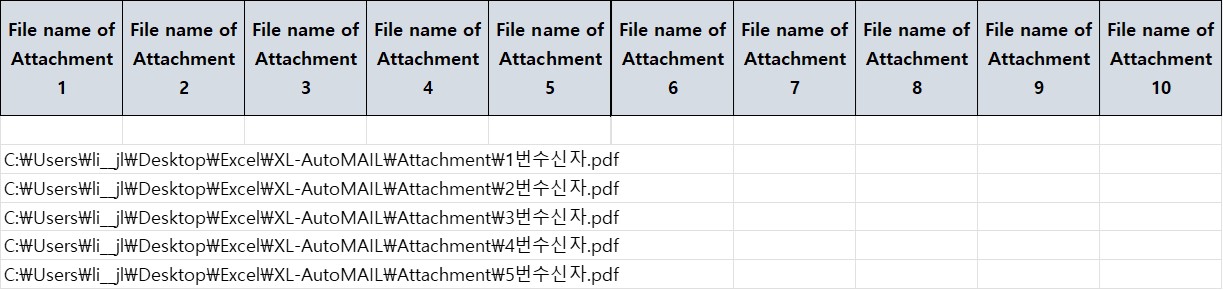 File name of Attachment 1
File name of Attachment 2
File name of Attachment 3
File name of Attachment 4
File name of Attachment 5
File name of Attachment 6
File name of Attachment 7
File name of Attachment 8
File name of Attachment 9
File name of Attachment 10
C:₩Users₩li__jl₩Desktop₩Excel₩XL-AutoMAIL₩Attachment₩1번수신자.pdf
C:₩Users₩li__jl₩Desktop₩Excel₩XL-AutoMAIL₩Attachment₩2번수신자.pdf
C:₩Users₩li__jl₩Desktop₩Excel₩XL-AutoMAIL₩Attachment₩3번수신자.pdf
C:₩Users₩li__jl₩Desktop₩Excel₩XL-AutoMAIL₩Attachment₩4번수신자.pdf
C:₩Users₩li__jl₩Desktop₩Excel₩XL-AutoMAIL₩Attachment₩5번수신자.pdf